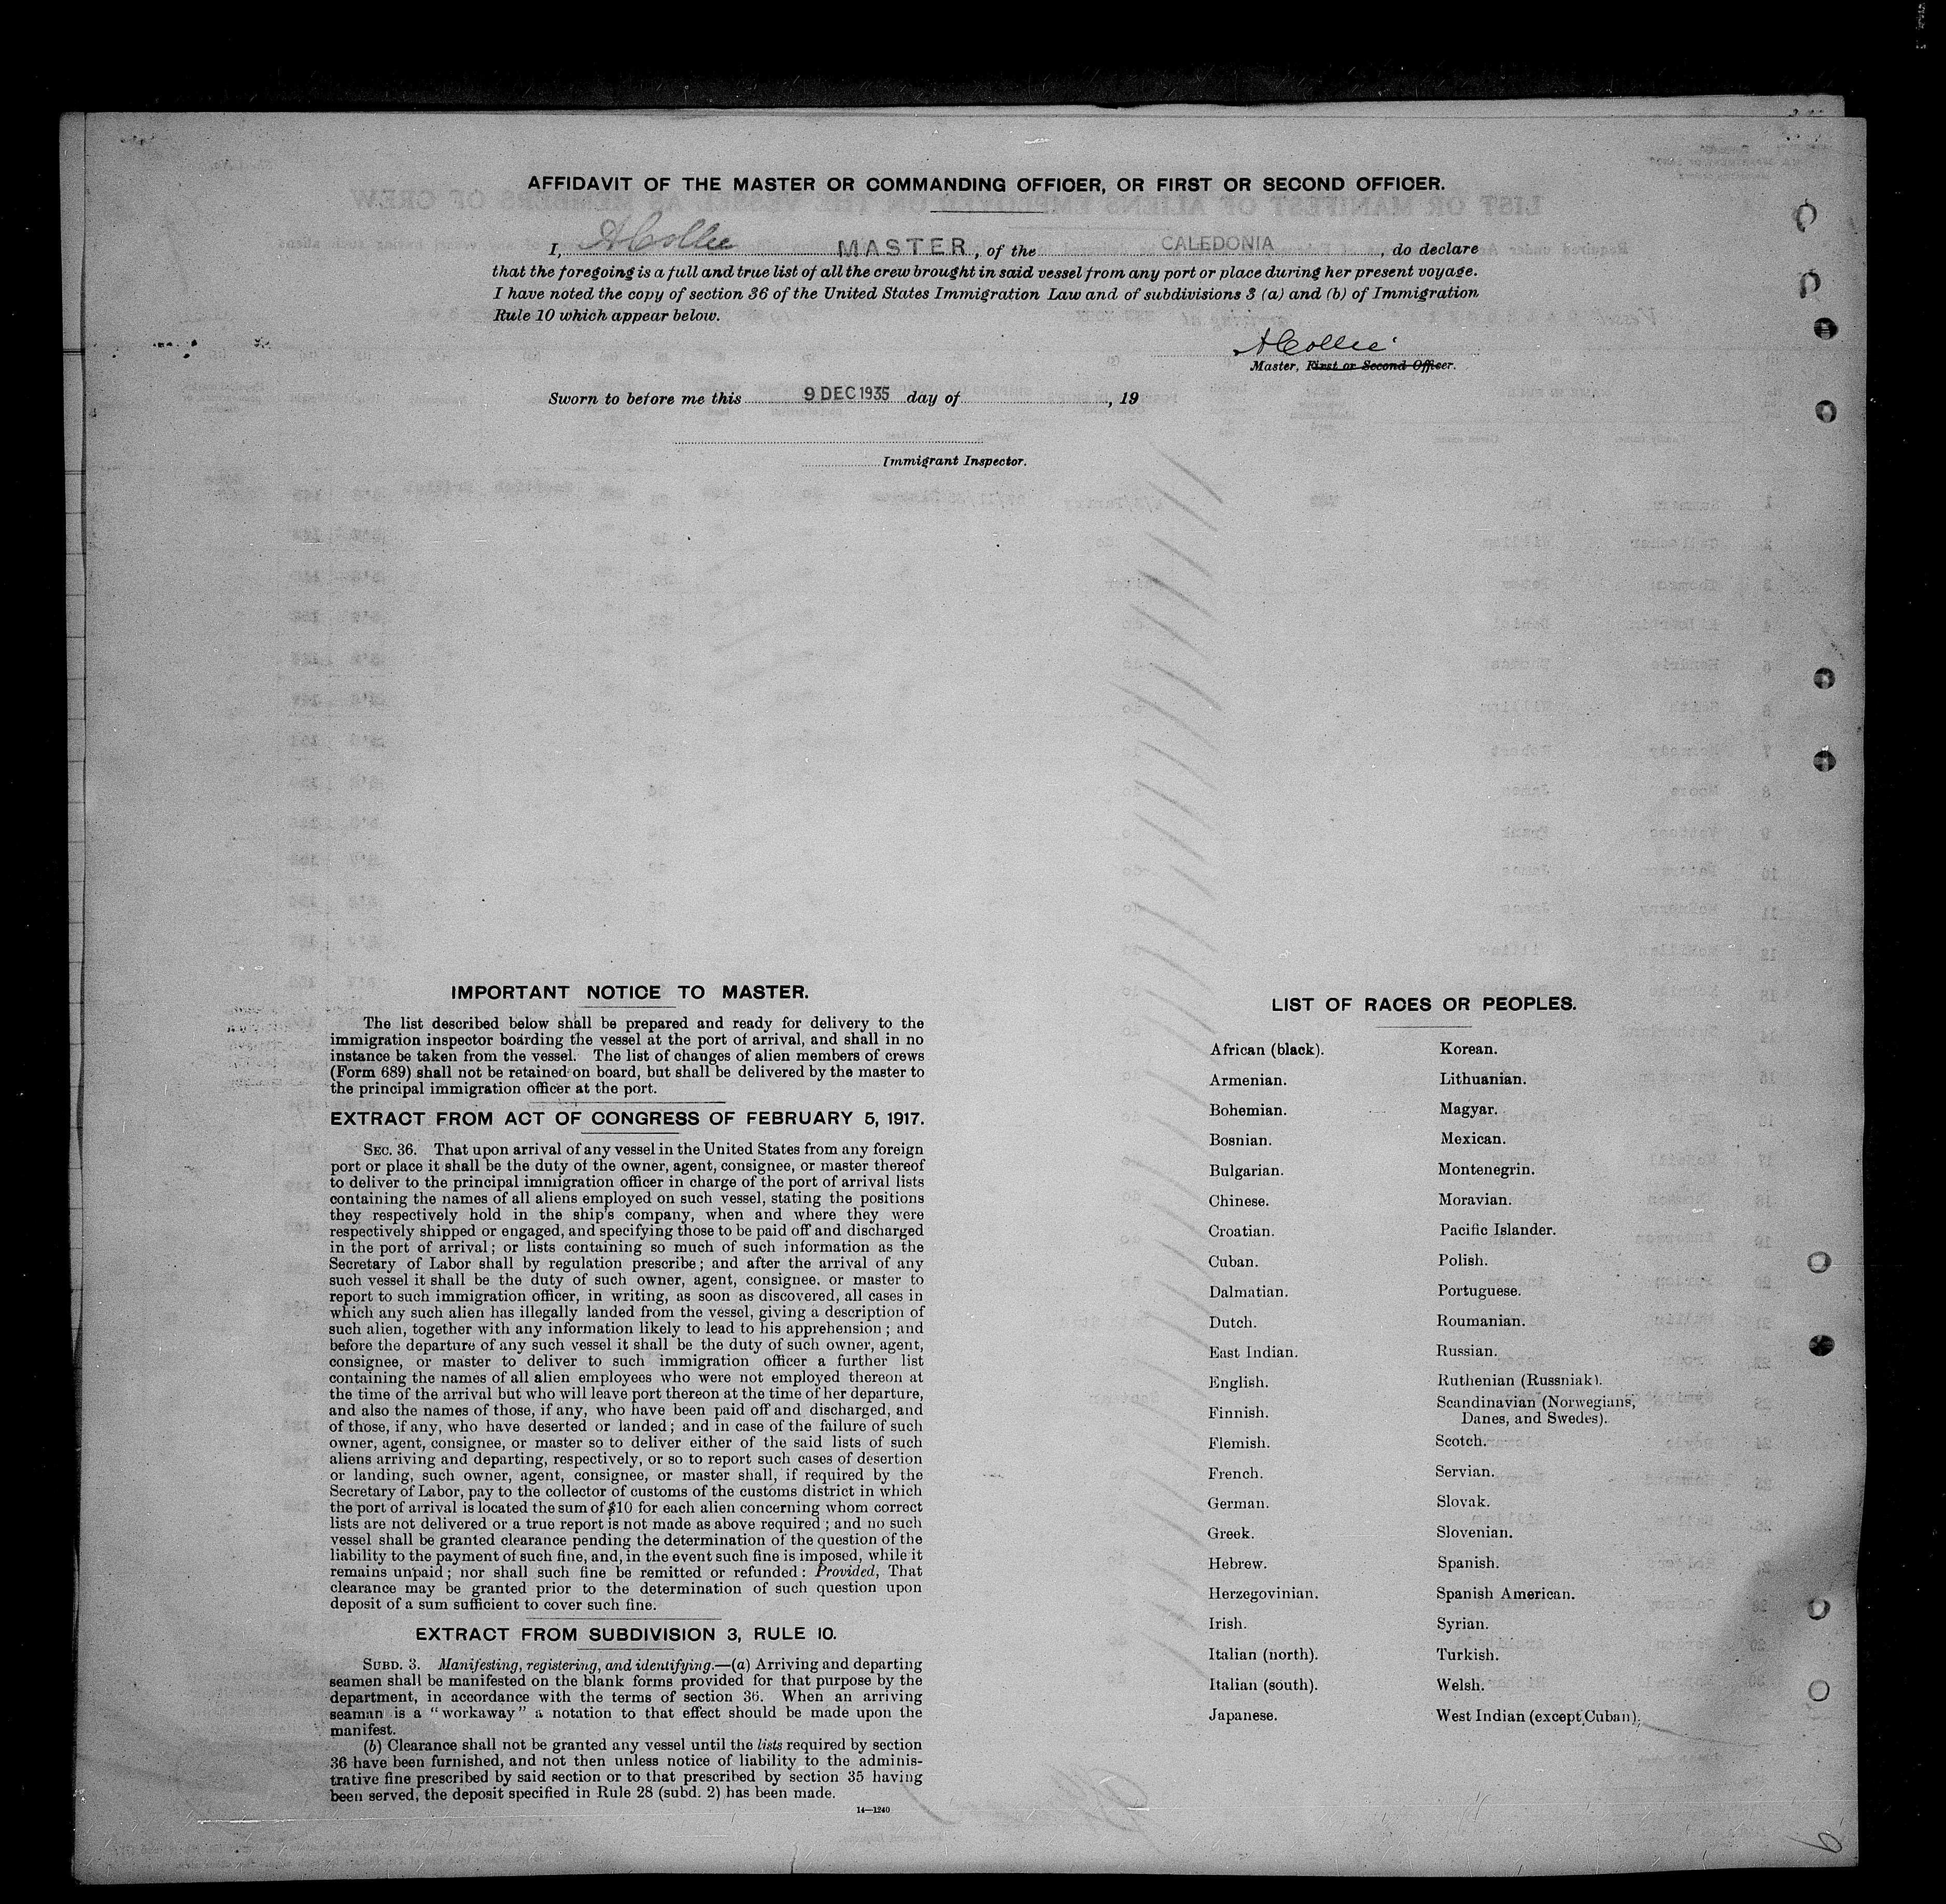 AFFIDAVIT OF THE MASTER OR COMMANDING OFFICER, OR FIRST OR SECOND OFFICER.
I, A Collie MASTER, of the CALEDONIA, do declare
that the foregoing is a full and true list of all the crew brought in said vessel from any port or place during her present voyage.
I have noted the copy of section 36 of the United States Immigration Law and of subdivisions 3 (a) and (b) of Immigration
Rule 10 which appear below.
A Collie
Master, First or Second Officer.
Sworn to before me this 9 DEC 1935 day of , 19
Immigrant Inspector.
IMPORTANT NOTICE TO MASTER.
The list described below shall be prepared and ready for delivery to the
immigration inspector boarding the vessel at the port of arrival, and shall in no
instance be taken from the vessel. The list of changes of alien members of crews
(Form 689) shall not be retained on board, but shall be delivered by the master to
the principal immigration officer at the port.
EXTRACT FROM ACT OF CONGRESS OF FEBRUARY 5, 1917.
SEC. 36. That upon arrival of any vessel in the United States from any foreign
port or place it shall be the duty of the owner, agent, consignee, or master thereof
to deliver to the principal immigration officer in charge of the port of arrival lists
containing the names of all aliens employed on such vessel, stating the positions
they respectively hold in the ship's company, when and where they were
respectively shipped or engaged, and specifying those to be paid off and discharged
in the port of arrival; or lists containing so much of such information as the
Secretary of Labor shall by regulation prescribe; and after the arrival of any
such vessel it shall be the duty of such owner, agent, consignee, or master to
report to such immigration officer, in writing, as soon as discovered, all cases in
which any such alien has illegally landed from the vessel, giving a description of
such alien, together with any information likely to lead to his apprehension; and
before the departure of any such vessel it shall be the duty of such owner, agent,
consignee, or master to deliver to such immigration officer a further list
containing the names of all alien employees who were not employed thereon at
the time of the arrival but who will leave port thereon at the time of her departure,
and also the names of those, if any, who have been paid off and discharged, and
of those, if any, who have deserted or landed; and in case of the failure of such
owner, agent, consignee, or master so to deliver either of the said lists of such
aliens arriving and departing, respectively, or so to report such cases of desertion
or landing, such owner, agent, consignee, or master shall, if required by the
Secretary of Labor, pay to the collector of customs of the customs district in which
the port of arrival is located the sum of $10 for each alien concerning whom correct
lists are not delivered or a true report is not made as above required; and no such
vessel shall be granted clearance pending the determination of the question of the
liability to the payment of such fine, and, in the event such fine is imposed, while it
remains unpaid; nor shall such fine be remitted or refunded: Provided, That
clearance may be granted prior to the determination of such question upon
deposit of a sum sufficient to cover such fine.
EXTRACT FROM SUBDIVISION 3, RULE 10.
SUBD. 3. Manifesting, registering, and identifying.—(a) Arriving and departing
seamen shall be manifested on the blank forms provided for that purpose by the
department, in accordance with the terms of section 36. When an arriving
seaman is a "workaway" a notation to that effect should be made upon the
manifest.
(b) Clearance shall not be granted any vessel until the lists required by section
36 have been furnished, and not then unless notice of liability to the adminis-
trative fine prescribed by said section or to that prescribed by section 35 having
been served, the deposit specified in Rule 28 (subd. 2) has been made.
14—1240
LIST OF RACES OR PEOPLES.
African (black).
Armenian.
Bohemian.
Bosnian.
Bulgarian.
Chinese.
Croatian.
Cuban.
Dalmatian.
Dutch.
East Indian.
English.
Finnish.
Flemish.
French.
German.
Greek.
Hebrew.
Herzegovinian.
Irish.
Italian (north).
Italian (south).
Japanese.
Korean.
Lithuanian.
Magyar.
Mexican.
Montenegrin.
Moravian.
Pacific Islander.
Polish.
Portuguese.
Roumanian.
Russian.
Ruthenian (Russniak).
Scandinavian (Norwegians,
Danes, and Swedes).
Scotch.
Servian.
Slovak.
Slovenian.
Spanish.
Spanish American.
Syrian.
Turkish.
Welsh.
West Indian (except Cuban).